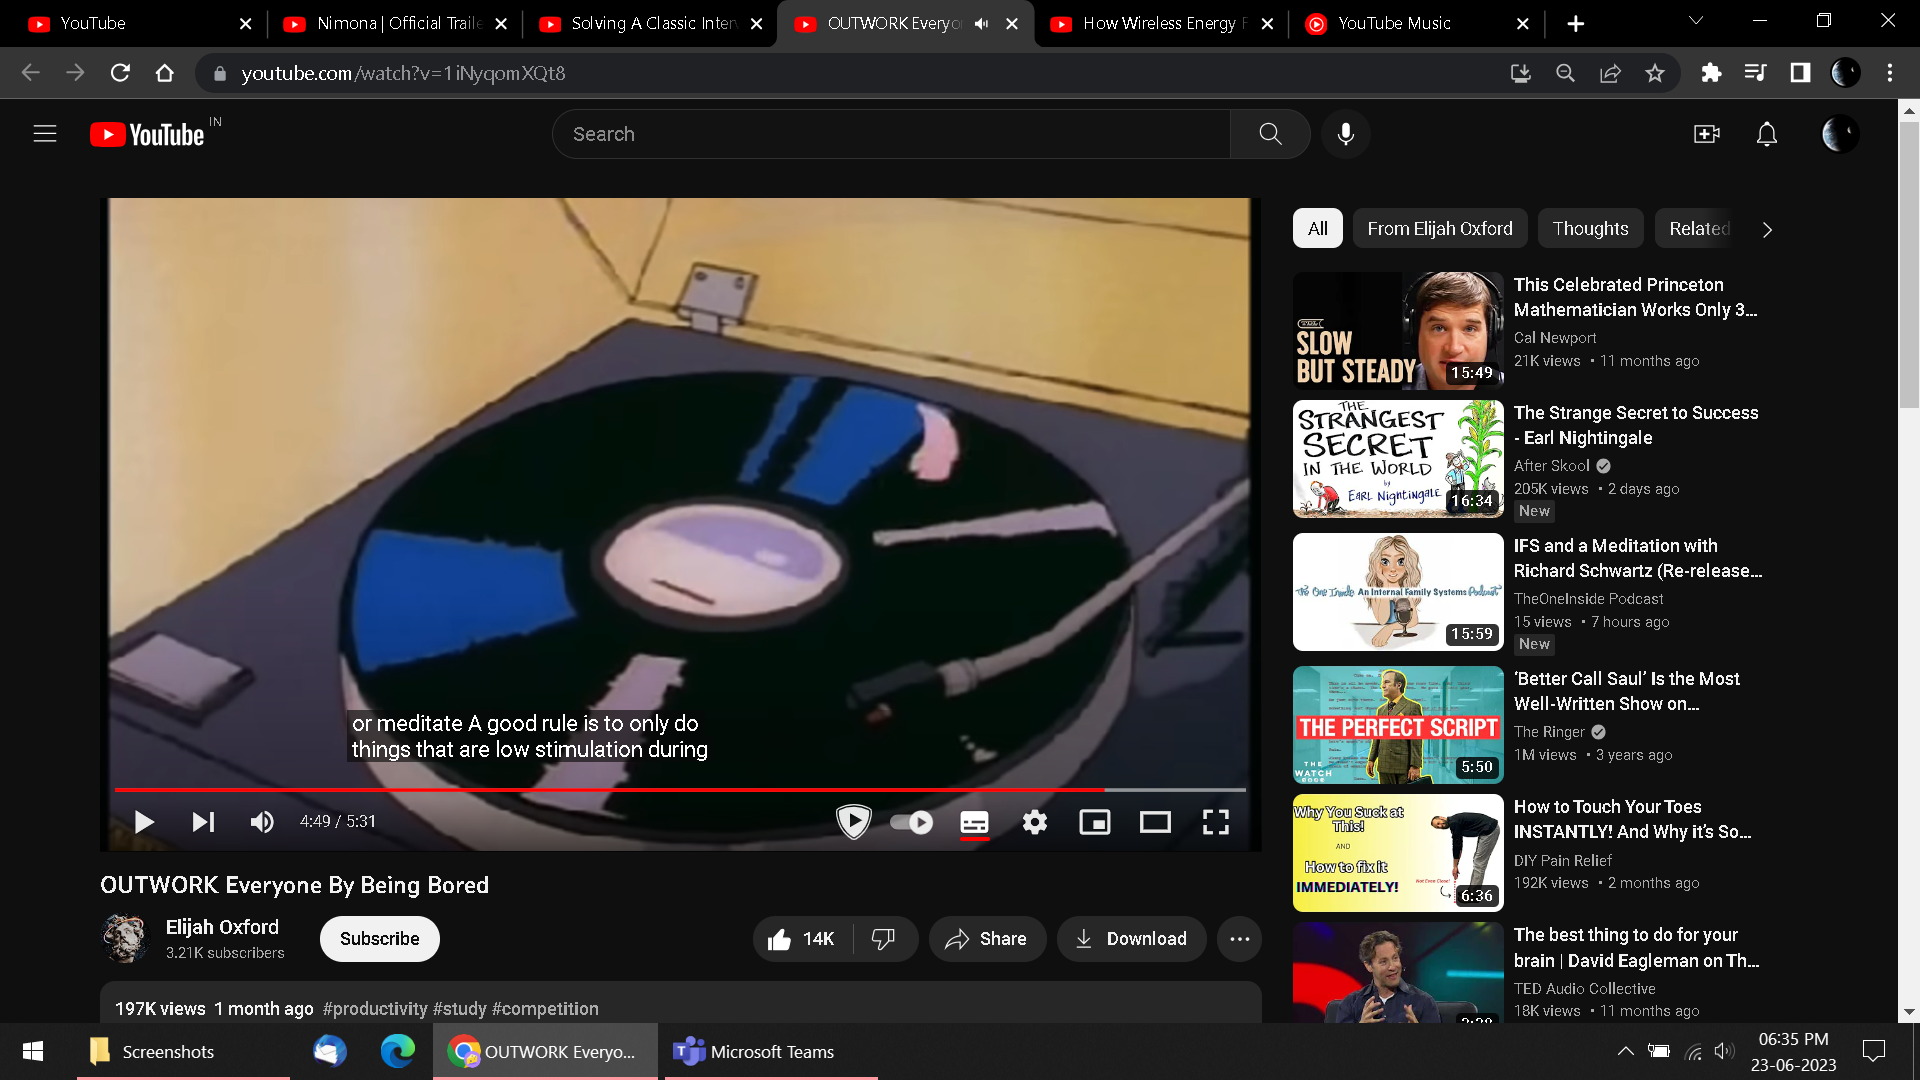 YouTube
Nimona | Official Traile
Solving A Classic Inter
OUTWORK Everyo
How Wireless Energy F
YouTube Music
youtube.com/watch?v=1iNyqomXQt8
YouTube IN
Search
All
From Elijah Oxford
Thoughts
Related
SLOW
BUT STEADY
15:49
This Celebrated Princeton
Mathematician Works Only 3...
Cal Newport
21K views • 11 months ago
THE
STRANGEST
SECRET
IN THE WORLD
by
EARL NIGHTINGALE
16:34
The Strange Secret to Success
- Earl Nightingale
After Skool
205K views • 2 days ago
New
The One Inside An Internal Family Systems Podcast
15:59
IFS and a Meditation with
Richard Schwartz (Re-release...
TheOneInside Podcast
15 views • 7 hours ago
New
THE PERFECT SCRIPT
THE
WATCH
5:50
‘Better Call Saul’ Is the Most
Well-Written Show on...
The Ringer
1M views • 3 years ago
Why You Suck at
This!
AND
How to fix it
IMMEDIATELY!
Not Even Close!
6:36
How to Touch Your Toes
INSTANTLY! And Why it's So...
DIY Pain Relief
192K views • 2 months ago
The best thing to do for your
brain | David Eagleman on Th...
TED Audio Collective
18K views • 11 months ago
or meditate A good rule is to only do
things that are low stimulation during
4:49 / 5:31
OUTWORK Everyone By Being Bored
Elijah Oxford
3.21K subscribers
Subscribe
14K
Share
Download
197K views 1 month ago #productivity #study #competition
Screenshots
OUTWORK Everyo...
Microsoft Teams
06:35 PM
23-06-2023